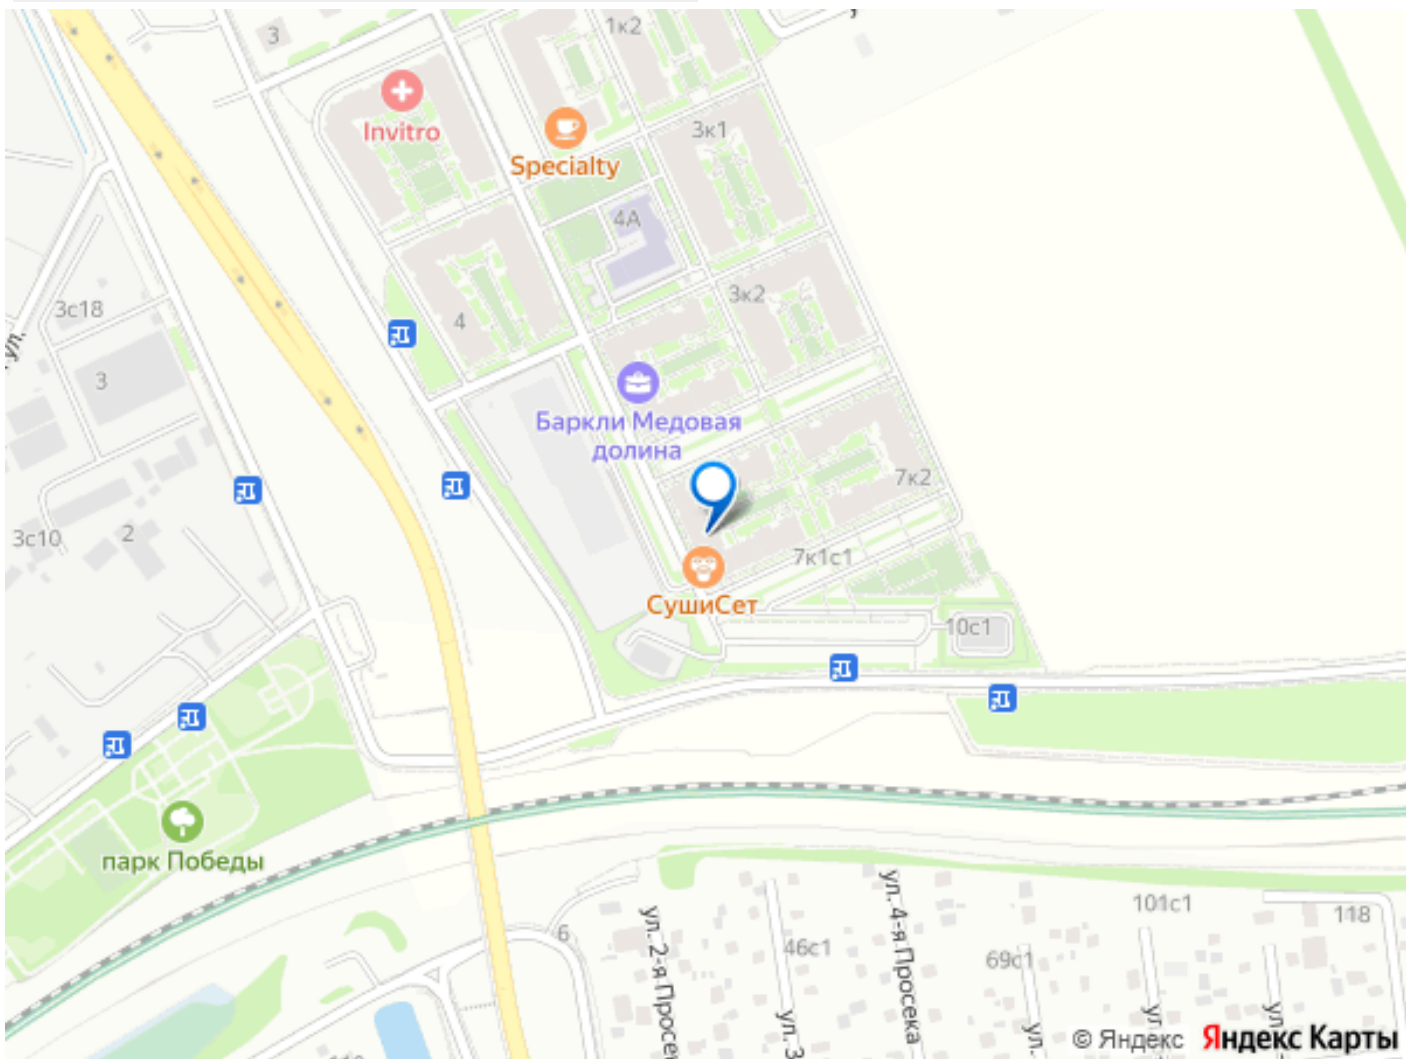 3
1к2
Invitro
3к1
Specialty
4А
3к2
3с18
4
ул.
3
Баркли Медовая
долина
7к2
3с10
2
7к1с1
СушиСет
10с1
парк Победы
ул. 4-я Просека
101с1
118
ул. 2-я Просе
6
46с1
69с1
ул. 3
ул.
ул.
ул.
© Яндекс Яндекс Карты